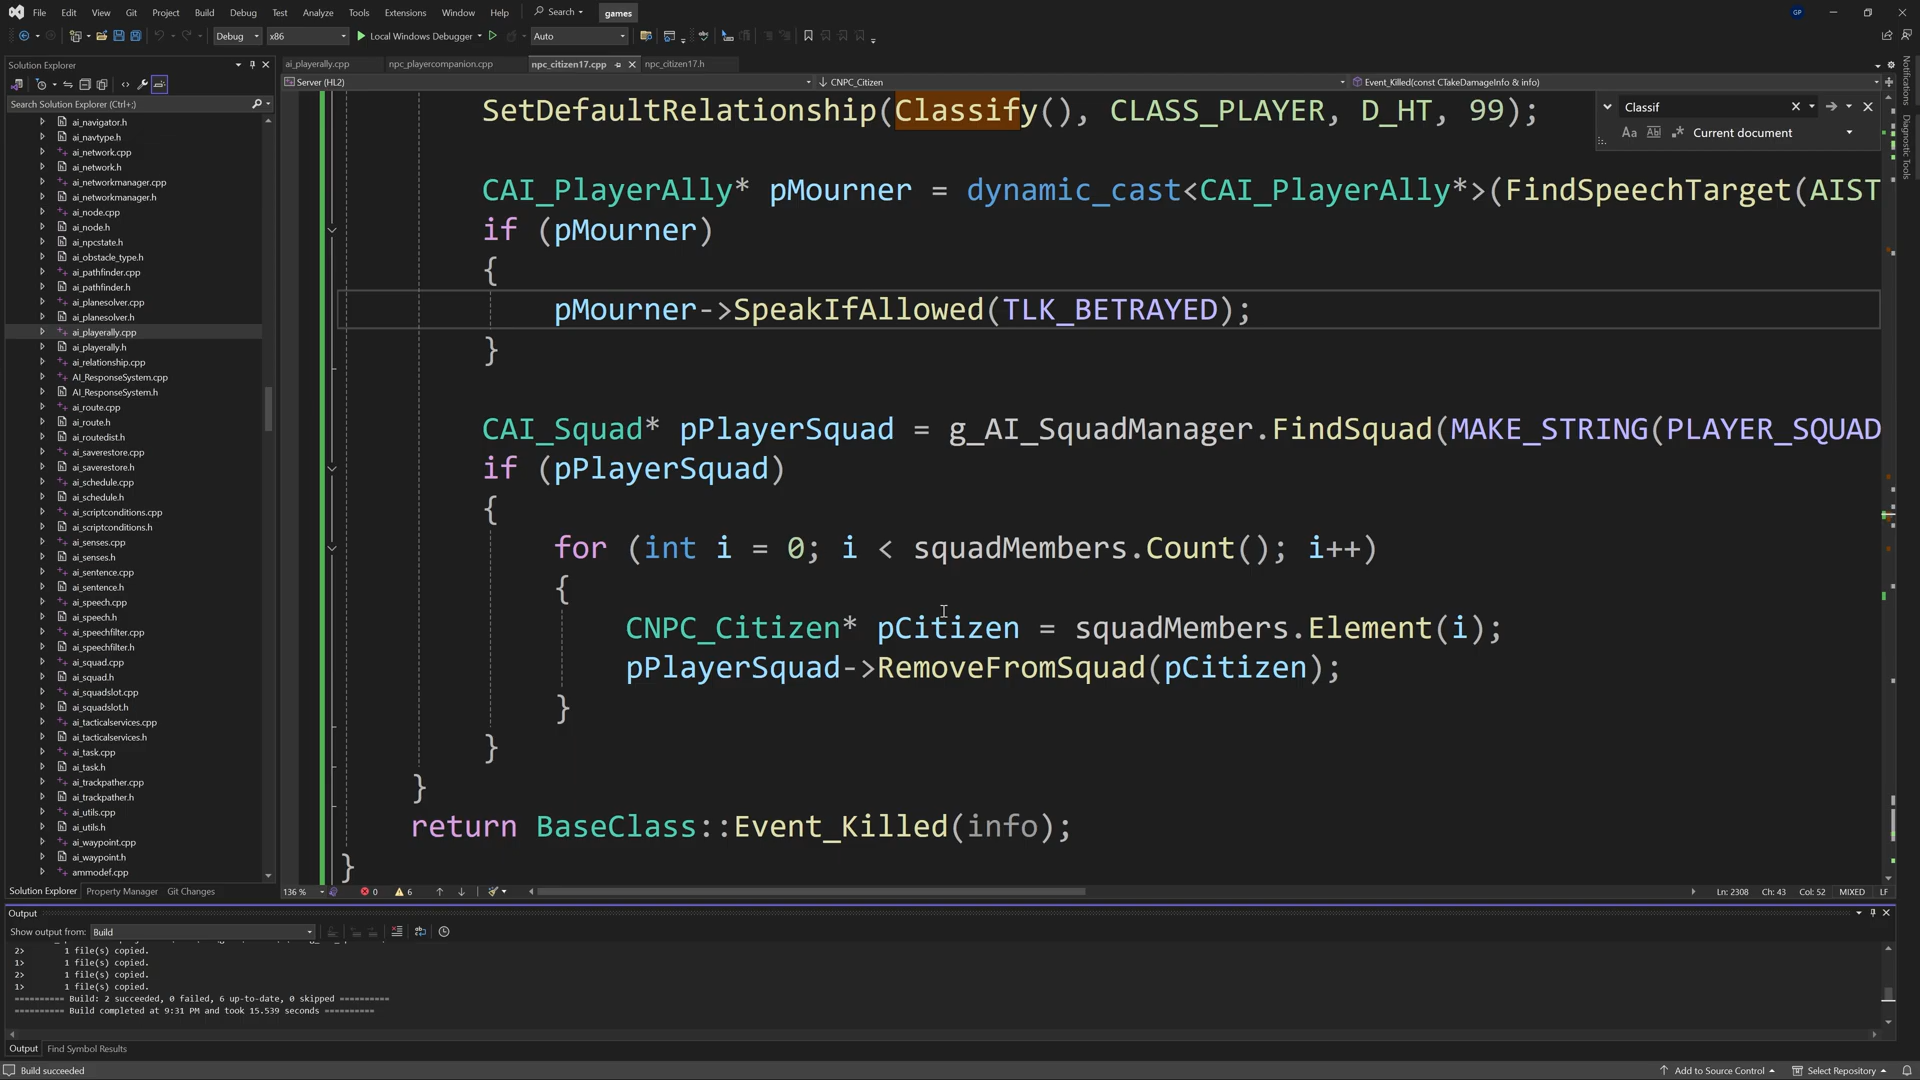 File Edit View Git Project Build Debug Test Analyze Tools Extensions Window Help Search games GP
Debug x86 Local Windows Debugger Auto
Solution Explorer
ai_playerally.cpp npc_playercompanion.cpp npc_citizen17.cpp npc_citizen17.h
Server (HL2) CNPC_Citizen Event_Killed(const CTakeDamageInfo & info)
Search Solution Explorer (Ctrl+;)
ai_navigator.h
ai_navtype.h
ai_network.cpp
ai_network.h
ai_networkmanager.cpp
ai_networkmanager.h
ai_node.cpp
ai_node.h
ai_npcstate.h
ai_obstacle_type.h
ai_pathfinder.cpp
ai_pathfinder.h
ai_planesolver.cpp
ai_planesolver.h
ai_playerally.cpp
ai_playerally.h
ai_relationship.cpp
AI_ResponseSystem.cpp
AI_ResponseSystem.h
ai_route.cpp
ai_route.h
ai_routedist.h
ai_saverestore.cpp
ai_saverestore.h
ai_schedule.cpp
ai_schedule.h
ai_scriptconditions.cpp
ai_scriptconditions.h
ai_senses.cpp
ai_senses.h
ai_sentence.cpp
ai_sentence.h
ai_speech.cpp
ai_speech.h
ai_speechfilter.cpp
ai_speechfilter.h
ai_squad.cpp
ai_squad.h
ai_squadslot.cpp
ai_squadslot.h
ai_tacticalservices.cpp
ai_tacticalservices.h
ai_task.cpp
ai_task.h
ai_trackpather.cpp
ai_trackpather.h
ai_utils.cpp
ai_utils.h
ai_waypoint.cpp
ai_waypoint.h
ammodef.cpp
Solution Explorer Property Manager Git Changes
SetDefaultRelationship(Classify(), CLASS_PLAYER, D_HT, 99);
CAI_PlayerAlly* pMourner = dynamic_cast<CAI_PlayerAlly*>(FindSpeechTarget(AIST
if (pMourner)
{
pMourner->SpeakIfAllowed(TLK_BETRAYED);
}
CAI_Squad* pPlayerSquad = g_AI_SquadManager.FindSquad(MAKE_STRING(PLAYER_SQUAD
if (pPlayerSquad)
{
for (int i = 0; i < squadMembers.Count(); i++)
{
CNPC_Citizen* pCitizen = squadMembers.Element(i);
pPlayerSquad->RemoveFromSquad(pCitizen);
}
}
}
return BaseClass::Event_Killed(info);
}
Classif
Aa Ab Current document
Notifications
Diagnostic Tools
136 % 0 6 Ln: 2308 Ch: 43 Col: 52 MIXED LF
Output
Show output from: Build
2> 1 file(s) copied.
1> 1 file(s) copied.
2> 1 file(s) copied.
1> 1 file(s) copied.
========== Build: 2 succeeded, 0 failed, 6 up-to-date, 0 skipped ==========
========== Build completed at 9:31 PM and took 15.539 seconds ==========
Output Find Symbol Results
Build succeeded Add to Source Control Select Repository